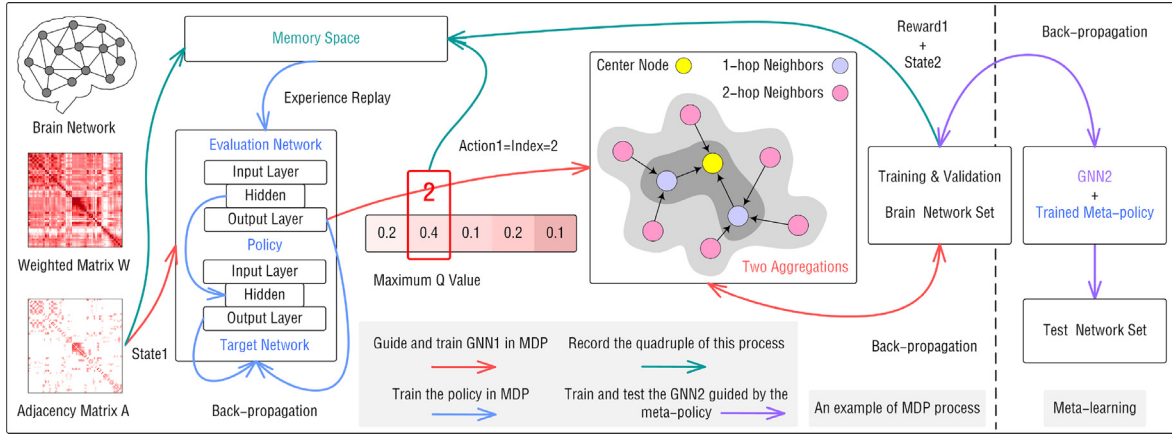 Brain Network
Weighted Matrix W
Adjacency Matrix A
State1
Memory Space
Experience Replay
Evaluation Network
Input Layer
Hidden
Output Layer
Policy
Input Layer
Hidden
Output Layer
Target Network
Back-propagation
Action1=Index=2
2
0.2 0.4 0.1 0.2 0.1
Maximum Q Value
Center Node
1-hop Neighbors
2-hop Neighbors
Two Aggregations
Reward1
+
State2
Training & Validation
Brain Network Set
Back-propagation
Back-propagation
GNN2
+
Trained Meta-policy
Test Network Set
Guide and train GNN1 in MDP
Record the quadruple of this process
Train the policy in MDP
Train and test the GNN2 guided by the
meta-policy
An example of MDP process
Meta-learning